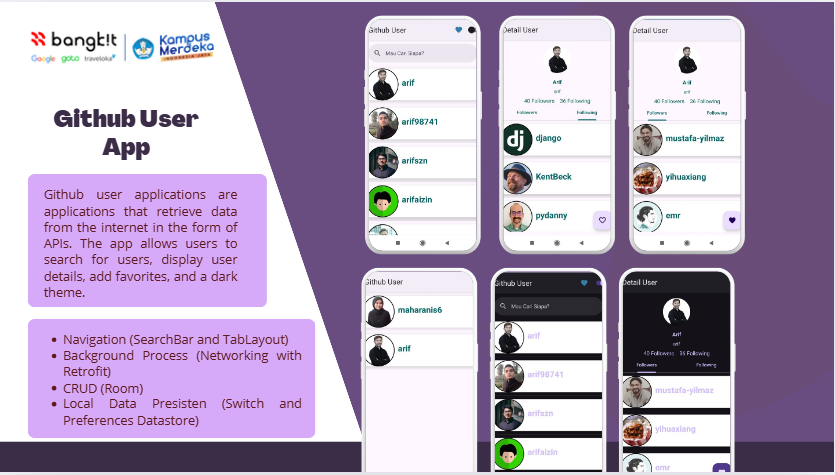 bangk!t
Google goto traveloka
Kampus
Merdeka
INDONESIA JAYA
Github User
App
Github user applications are
applications that retrieve data
from the internet in the form of
APIs. The app allows users to
search for users, display user
details, add favorites, and a dark
theme.
Navigation (SearchBar and TabLayout)
Background Process (Networking with
Retrofit)
CRUD (Room)
Local Data Presisten (Switch and
Preferences Datastore)
Github User
Mau Cari Siapa?
arif
arif98741
arifszn
arifaizin
Detail User
Arif
arif
40 Followers 36 Following
Followers Following
dj
django
KentBeck
pydanny
Detail User
Arif
arif
40 Followers 36 Following
Followers Following
mustafa-yilmaz
yihuaxiang
emr
Github User
maharanis6
arif
Github User
Mau Cari Siapa?
arif
arif98741
arifszn
arifaizin
Detail User
Arif
arif
40 Followers 36 Following
Followers Following
mustafa-yilmaz
yihuaxiang
emr